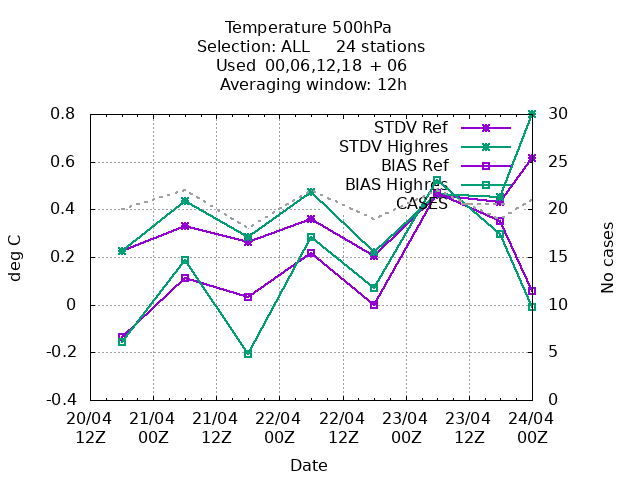 Temperature 500hPa
Selection: ALL 24 stations
Used 00,06,12,18 + 06
Averaging window: 12h
STDV Ref
STDV Highres
BIAS Ref
BIAS Highres
CASES
0.8
0.6
0.4
0.2
0
-0.2
-0.4
deg C
30
25
20
15
10
5
0
No cases
20/04 21/04 21/04 22/04 22/04 23/04 23/04 24/04
12Z 00Z 12Z 00Z 12Z 00Z 12Z 00Z
Date